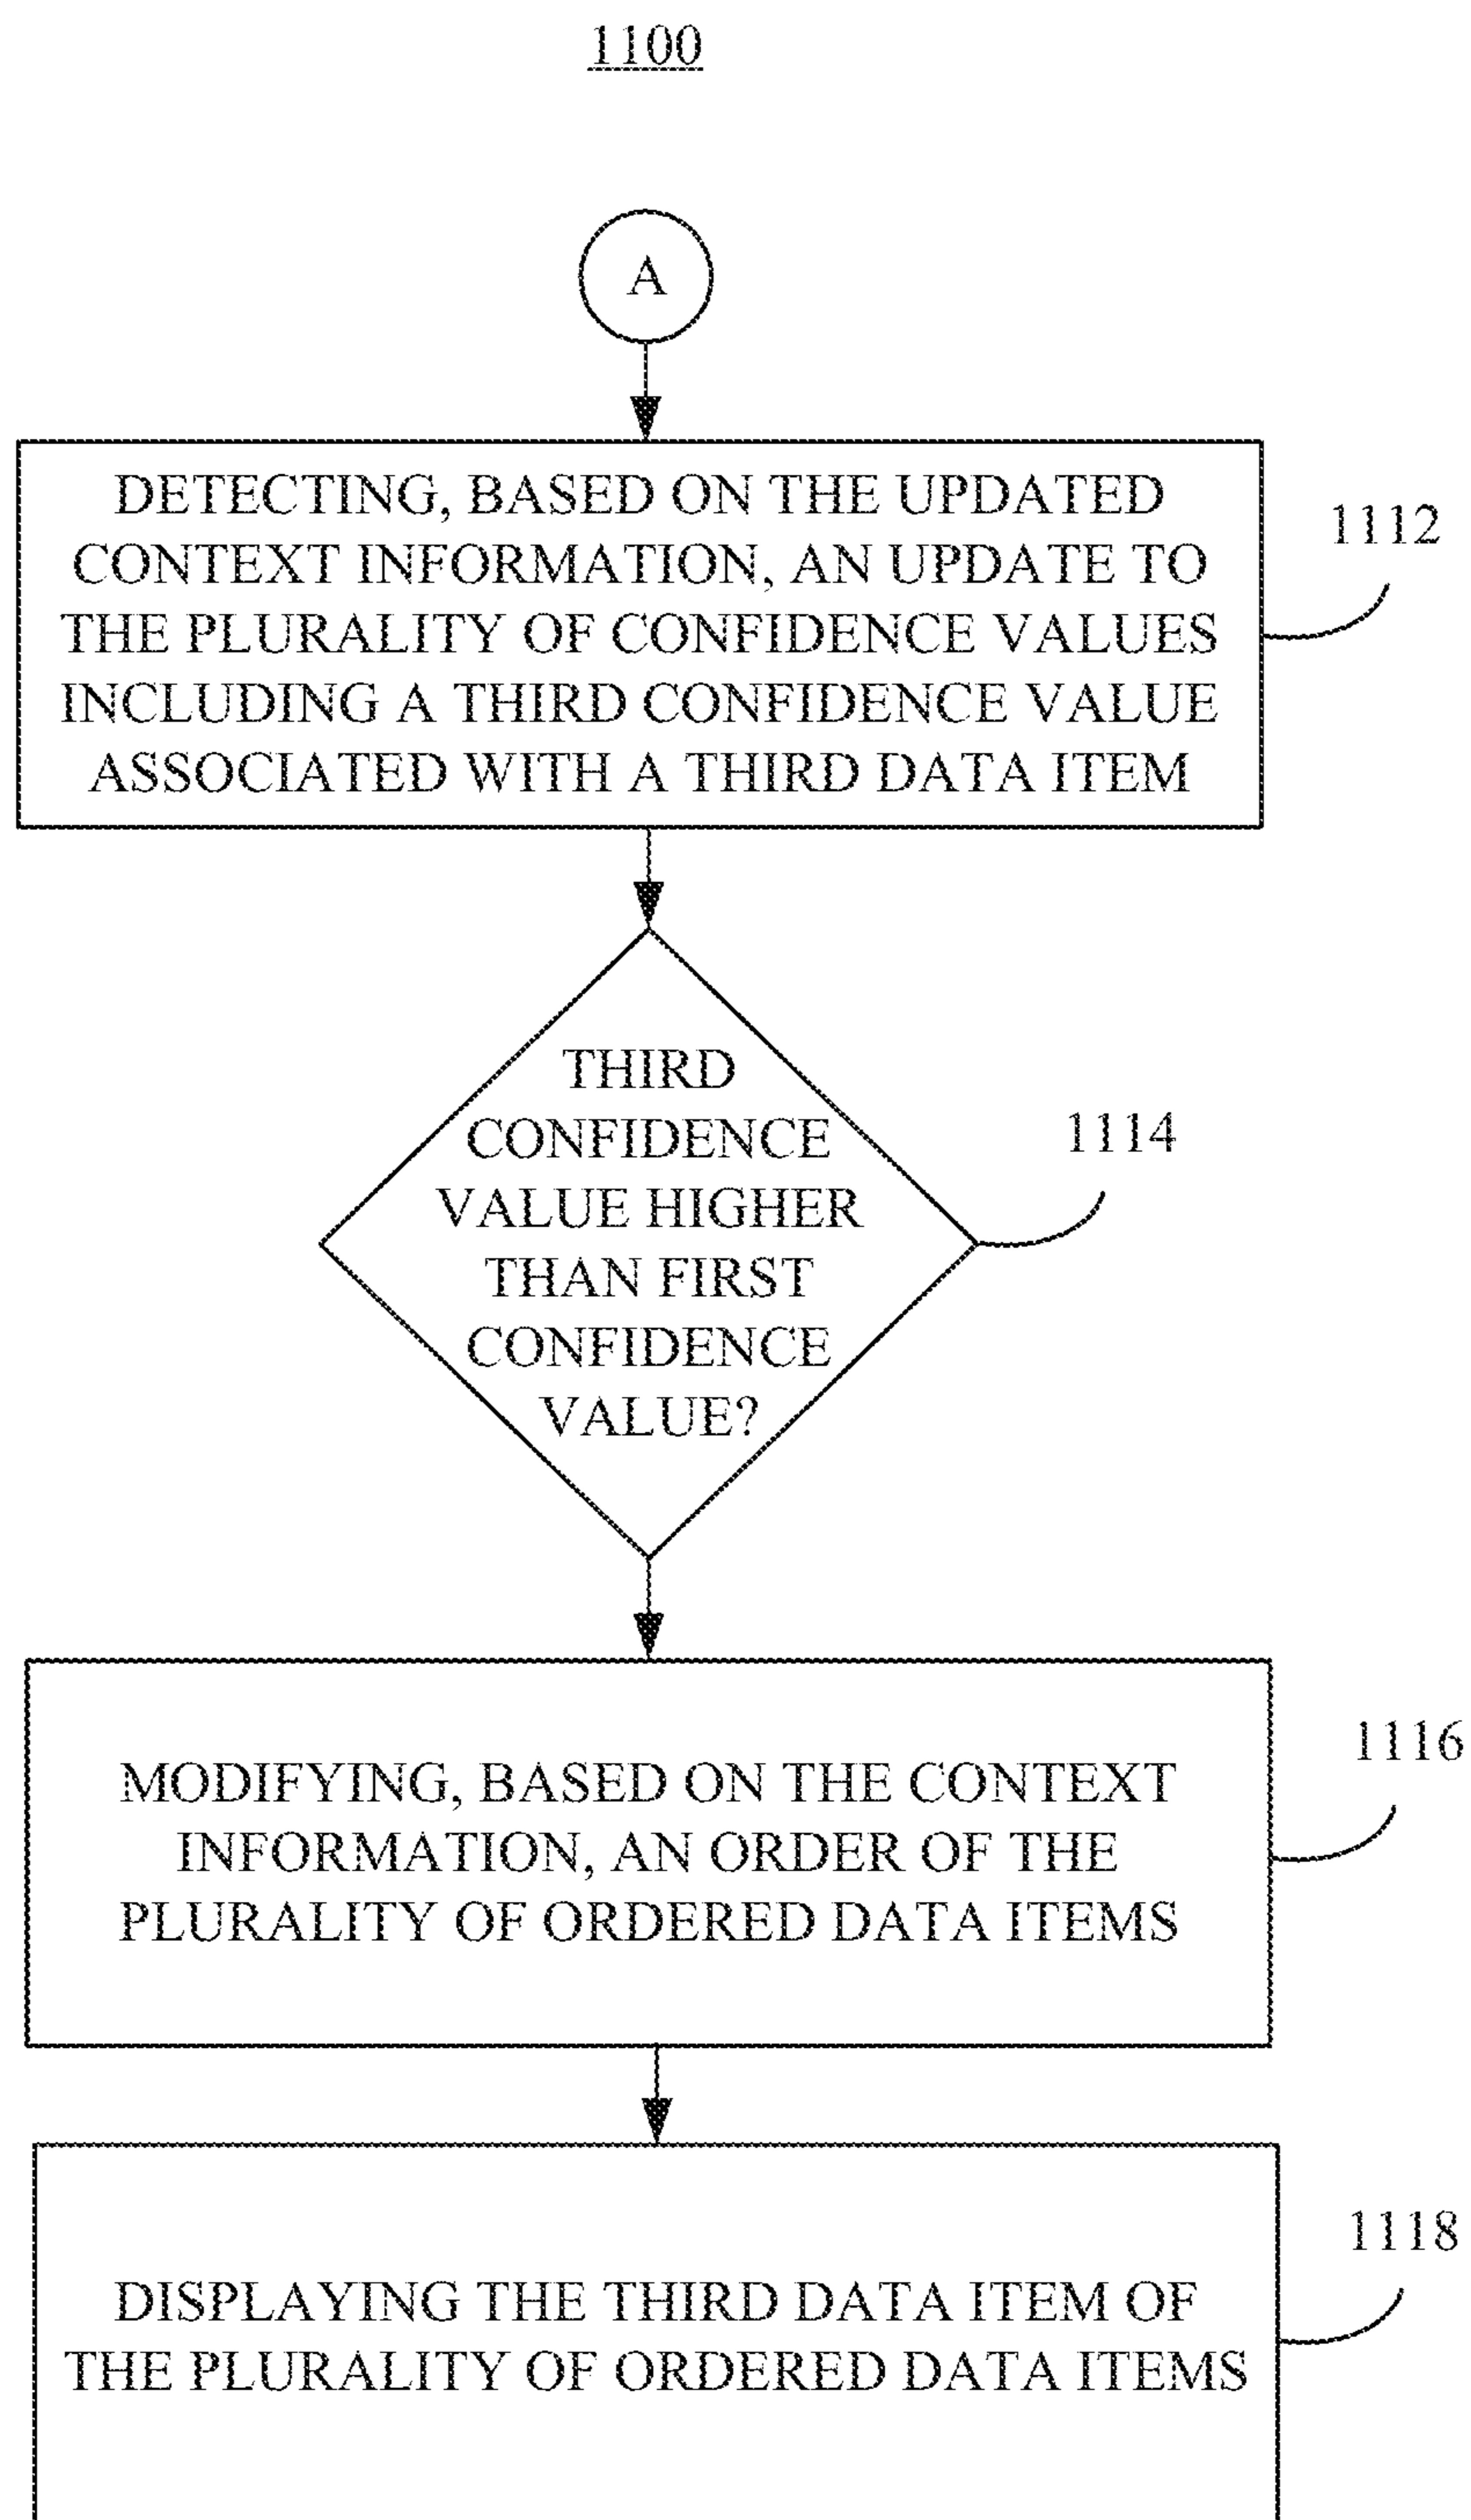 1100
A
DETECTING, BASED ON THE UPDATED
CONTEXT INFORMATION, AN UPDATE TO
THE PLURALITY OF CONFIDENCE VALUES
INCLUDING A THIRD CONFIDENCE VALUE
ASSOCIATED WITH A THIRD DATA ITEM
1112
THIRD
CONFIDENCE
VALUE HIGHER
THAN FIRST
CONFIDENCE
VALUE?
1114
MODIFYING, BASED ON THE CONTEXT
INFORMATION, AN ORDER OF THE
PLURALITY OF ORDERED DATA ITEMS
1116
DISPLAYING THE THIRD DATA ITEM OF
THE PLURALITY OF ORDERED DATA ITEMS
1118